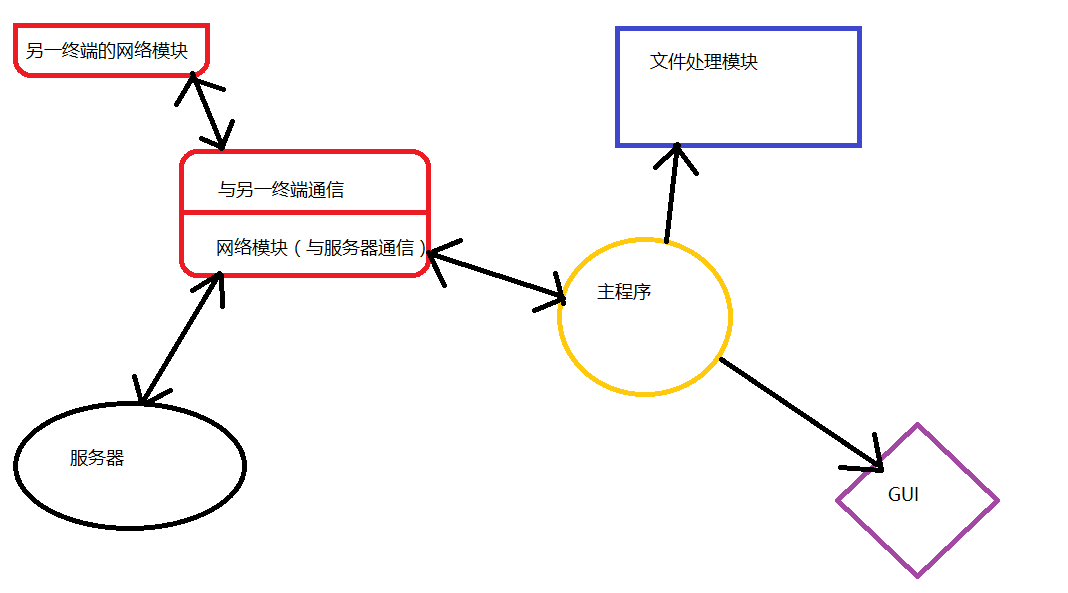 另一终端的网络模块
文件处理模块
与另一终端通信
网络模块（与服务器通信）
主程序
服务器
GUI